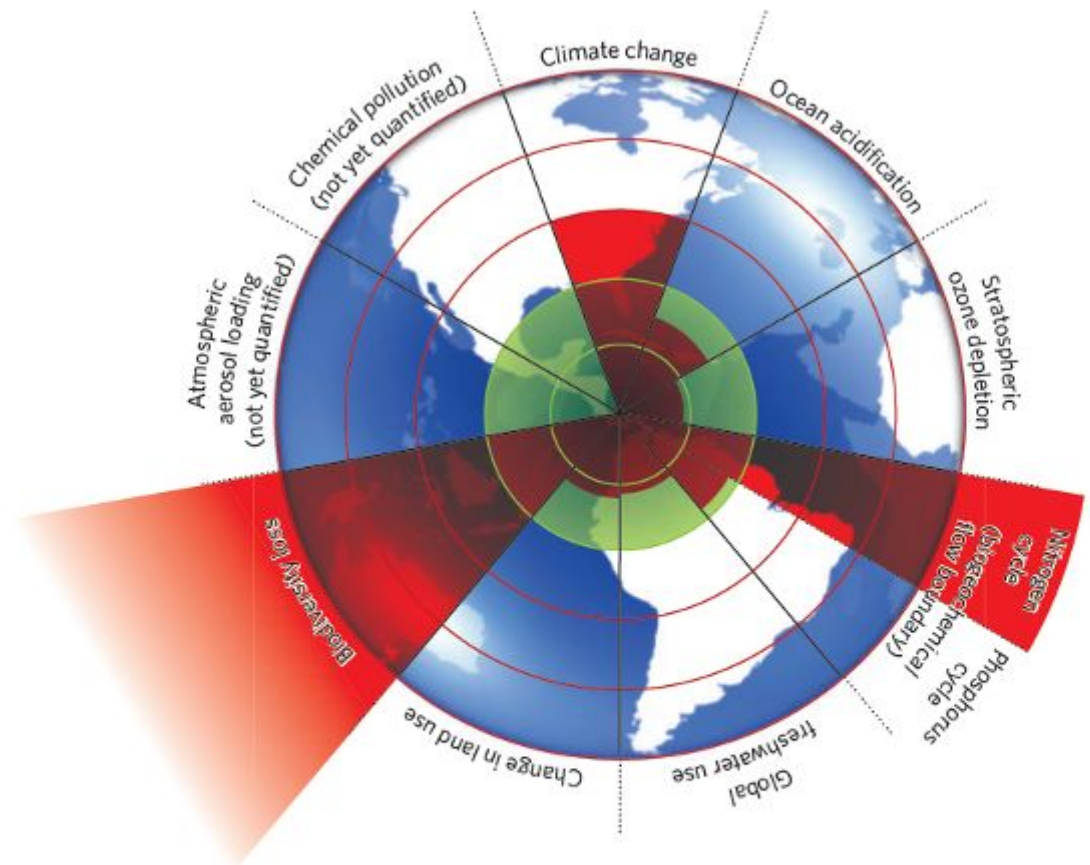 Climate change
Ocean acidification
Stratospheric
ozone depletion
Nitrogen
cycle
(biogeochemical
flow boundary)
Phosphorus
cycle
Global
freshwater use
Change in land use
Biodiversity loss
Atmospheric
aerosol loading
(not yet quantified)
Chemical pollution
(not yet quantified)